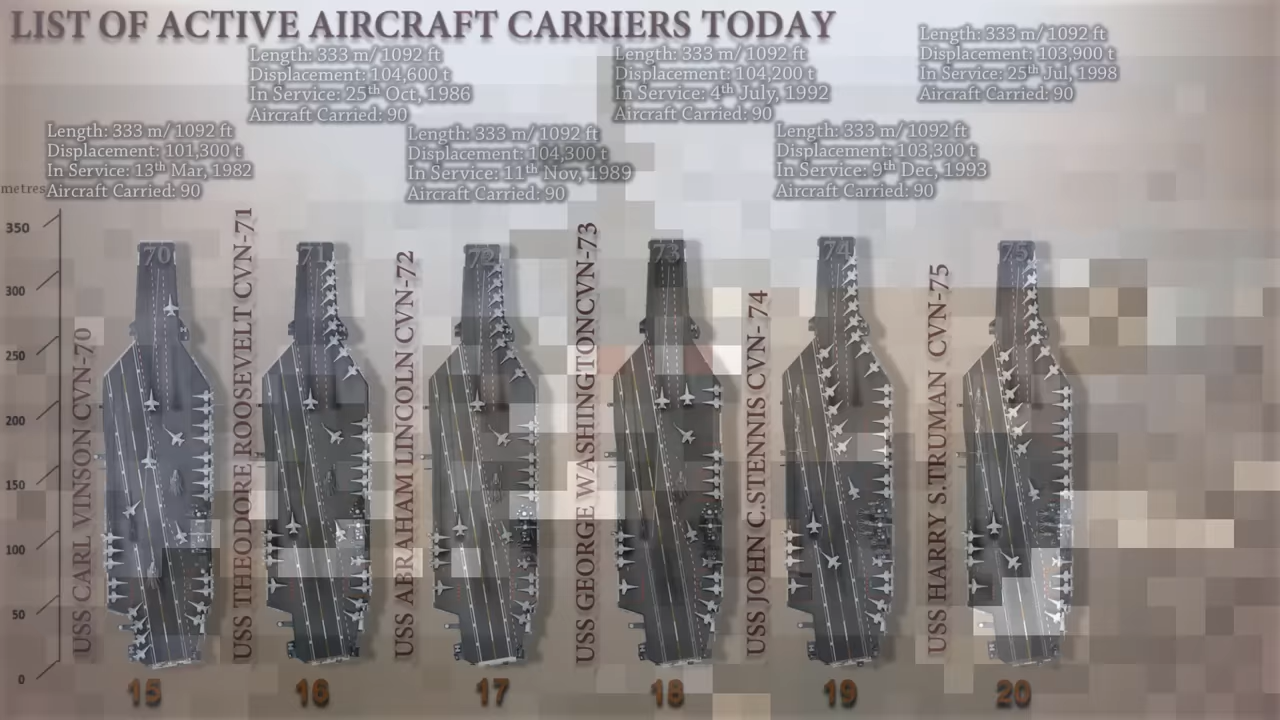 LIST OF ACTIVE AIRCRAFT CARRIERS TODAY
Length: 333 m/1092 ft
Displacement: 101,300 t
In Service: 13th Mar, 1982
Aircraft Carried: 90
Length: 333 m/1092 ft
Displacement: 104,600 t
In Service: 25th Oct, 1986
Aircraft Carried: 90
Length: 333 m/1092 ft
Displacement: 104,300 t
In Service: 11th Nov, 1989
Aircraft Carried: 90
Length: 333 m/1092 ft
Displacement: 104,200 t
In Service: 4th July, 1992
Aircraft Carried: 90
Length: 333 m/1092 ft
Displacement: 103,300 t
In Service: 9th Dec, 1993
Aircraft Carried: 90
Length: 333 m/1092 ft
Displacement: 103,900 t
In Service: 25th Jul, 1998
Aircraft Carried: 90
metres
350
300
250
200
150
100
50
0
USS CARL VINSON CVN-70
70
USS THEODORE ROOSEVELT CVN-71
71
USS ABRAHAM LINCOLN CVN-72
72
USS GEORGE WASHINGTONCVN-73
73
USS JOHN C.STENNIS CVN- 74
74
USS HARRY S.TRUMAN CVN-75
75
15
16
17
18
19
20